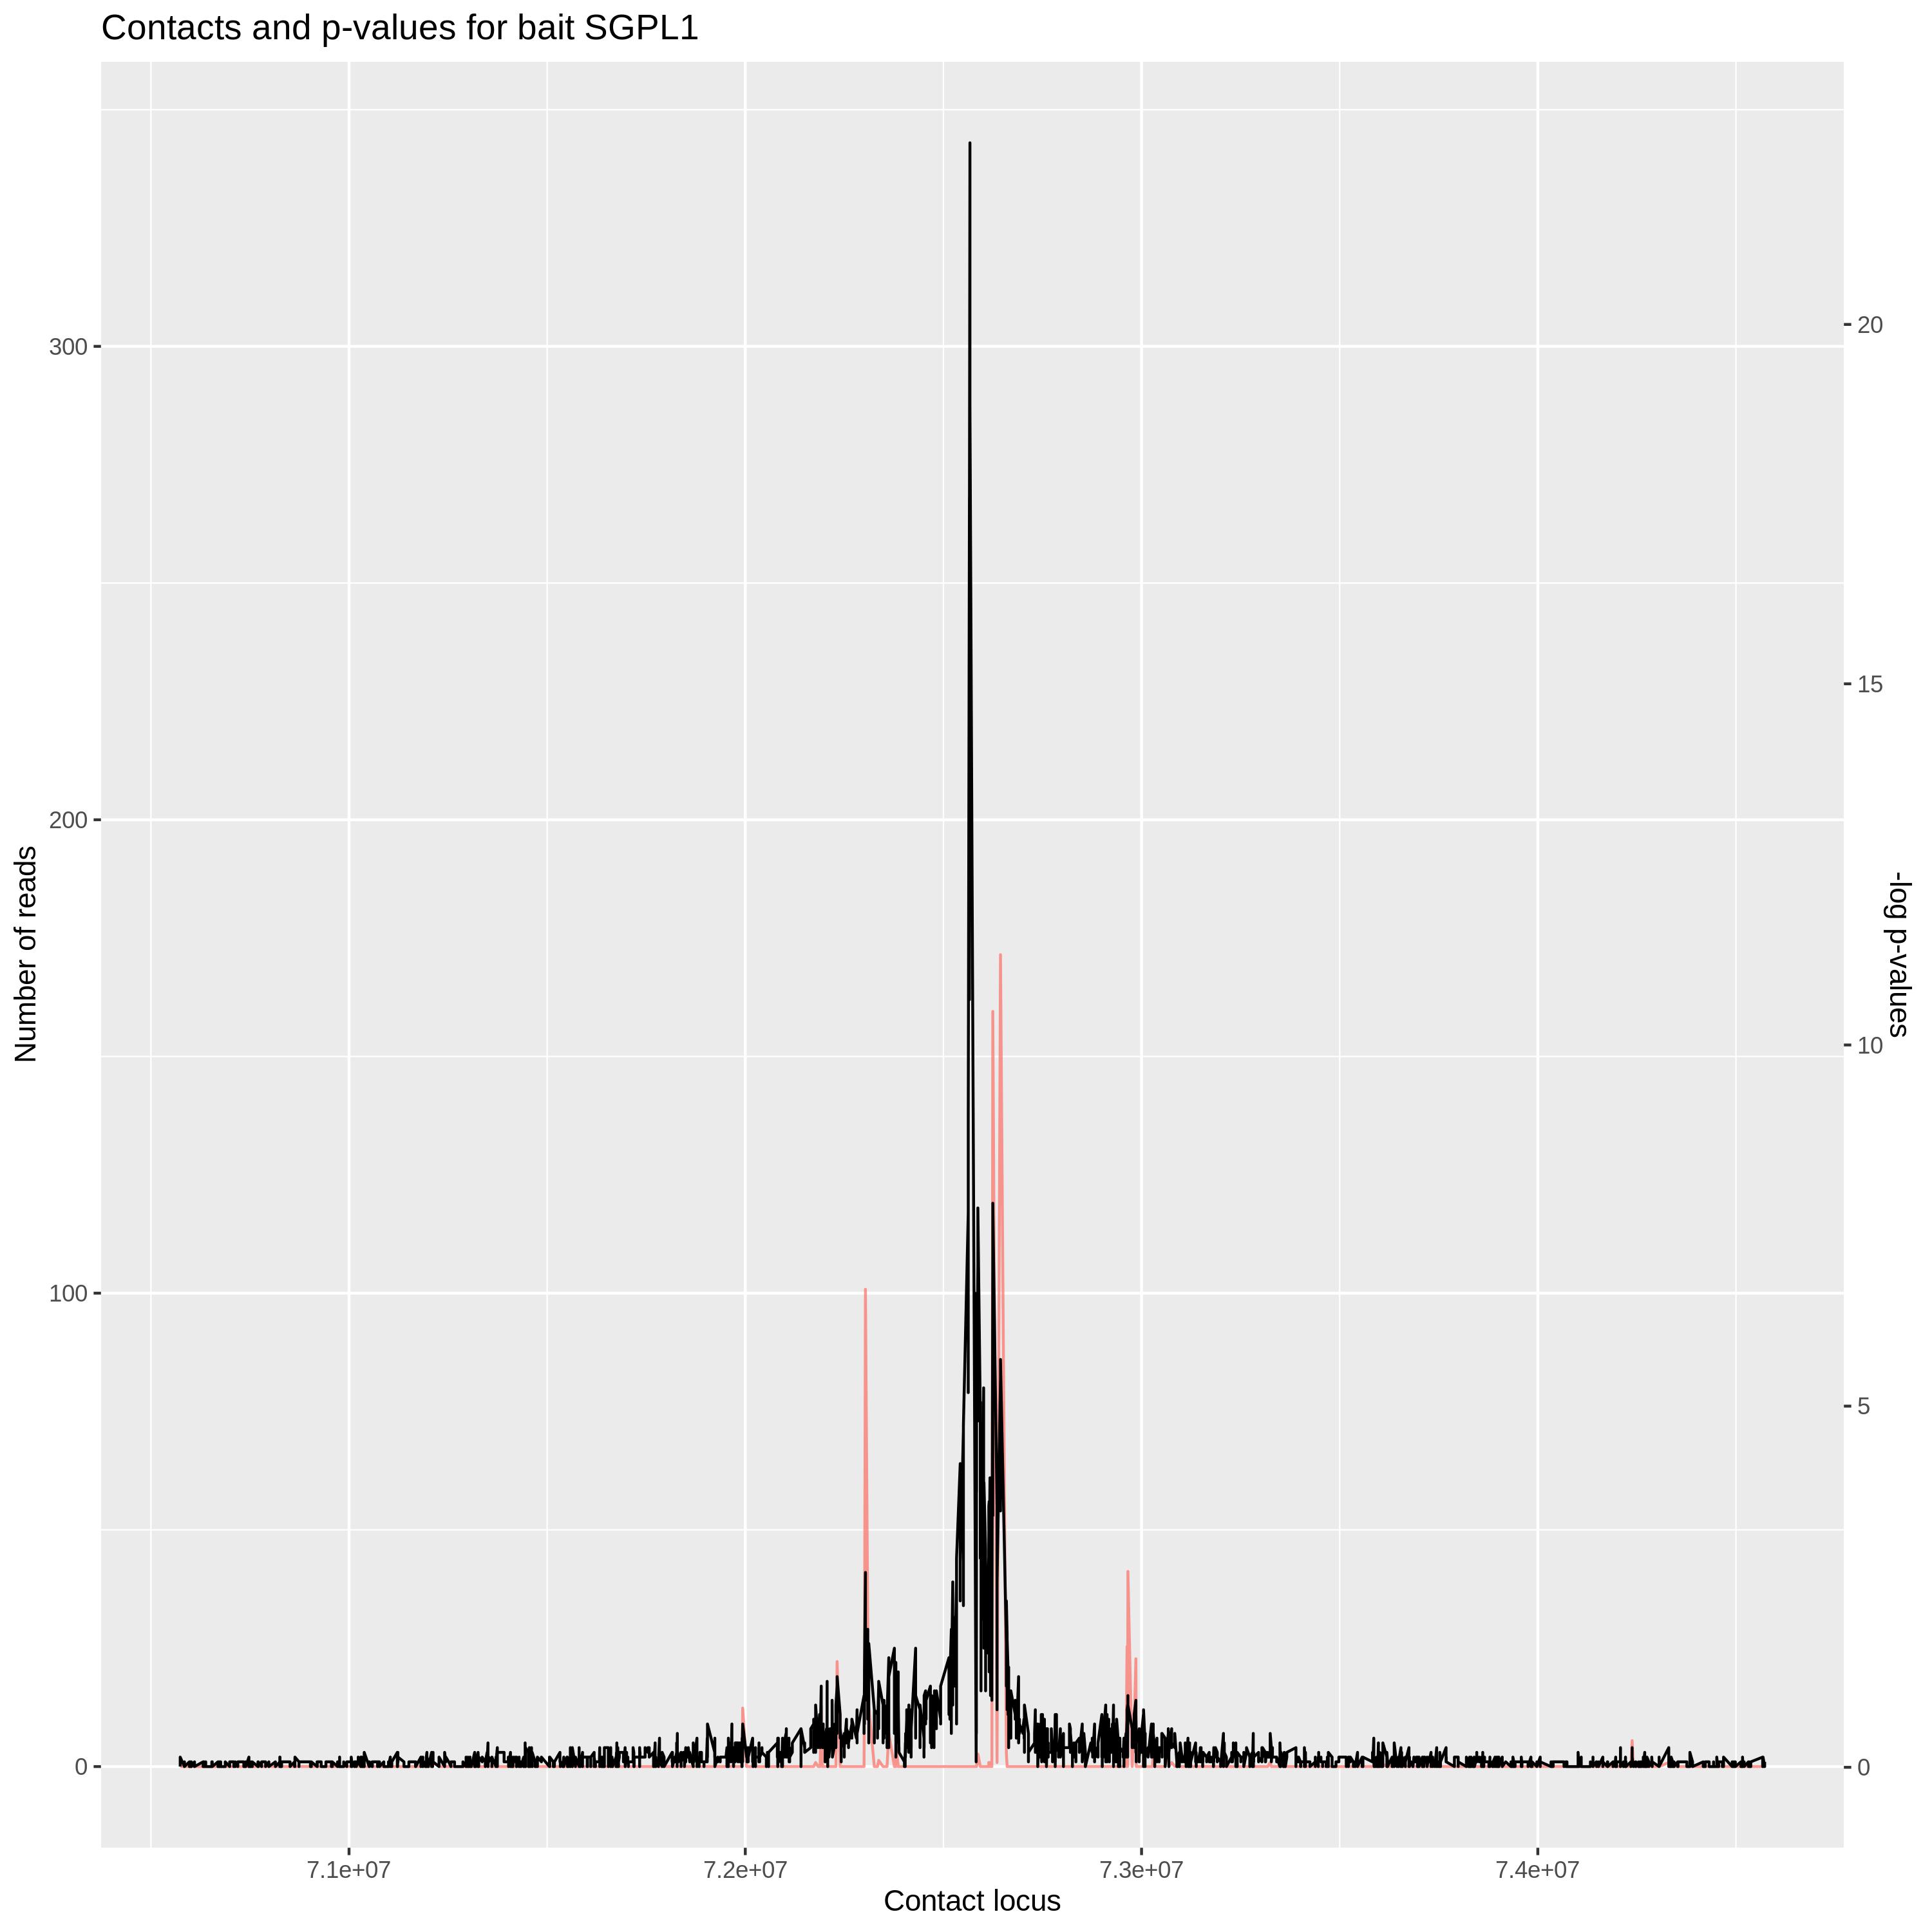 Contacts and p-values for bait SGPL1
300
200
100
0
Number of reads
20
15
10
5
0
-log p-values
7.1e+07 7.2e+07 7.3e+07 7.4e+07
Contact locus